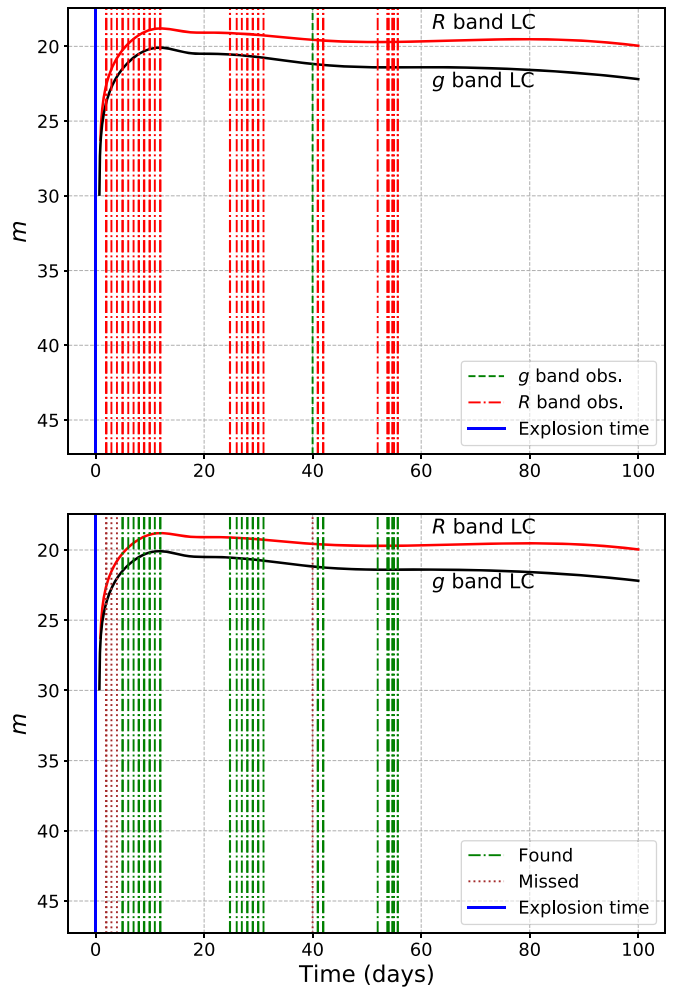 R band LC
g band LC
20
25
30
35
40
45
m
g band obs.
R band obs.
Explosion time
0
20
40
60
80
100
R band LC
g band LC
20
25
30
35
40
45
m
Found
Missed
Explosion time
0
20
40
60
80
100
Time (days)